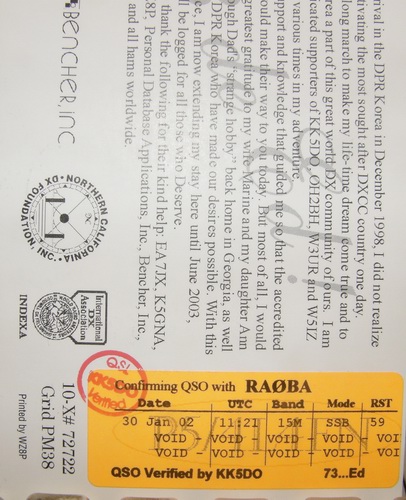 rival in the DPR Korea in December 1998, I did not realize
tivating the most sought after DXCC country one day.
long march to make my life-time dream come true and to
rea a part of this great world DX community of ours. I am
icated supporters of KK5DO, OH2BH, W3UR and W5IZ
various times in my adventure
pport and knowledge that guided me so that the accredited
ould make their way to you today. But most of all, I would
greatest gratitude to my wife Marine and my daughter Ann
ough Dad's "strange hobby" back home in Georgia, as well
DPR Korea who have made our desires possible. With this
ce, I am now extending my stay here until June 2003,
ll be logged for all those who Deserve.
thank the following for their kind help: EA7JX, K5GNA,
8P, Personal Database Applications, Inc., Bencher, Inc.,
and all hams worldwide.
BENCHER, INC
NORTHERN CALIFORNIA
DX FOUNDATION, INC.
International
DX
Association
INDEXA
10-X# 72722
Grid PM38
Printed by WZ8P
QSL
KK5DO
Verified
Confirming QSO with RAØBA
Date UTC Band Mode RST
30 Jan 02 11:21 15M SSB 59
VOID VOID VOID VOID VOI
VOID VOID VOID VOID VOI
QSO Verified by KK5DO 73...Ed